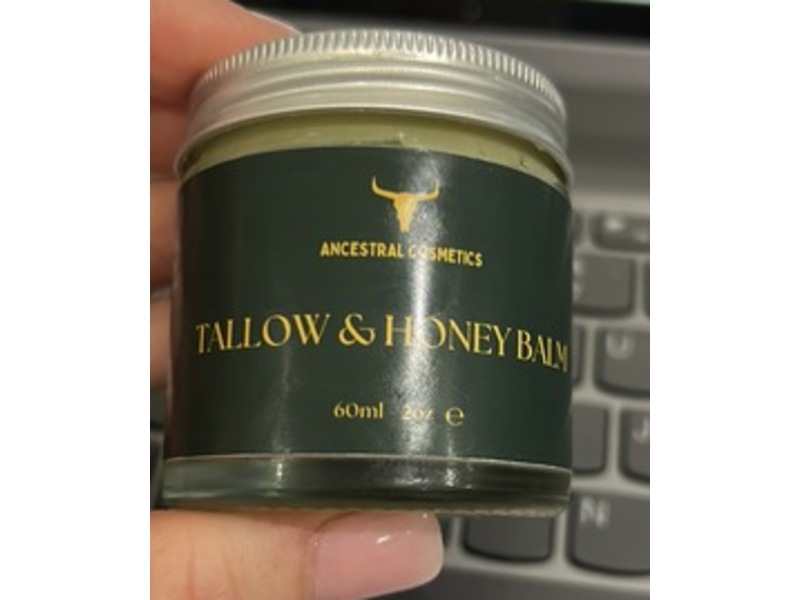 ANCESTRAL COSMETICS
TALLOW & HONEY BALM
60ml 2oz ℮
U
J
N